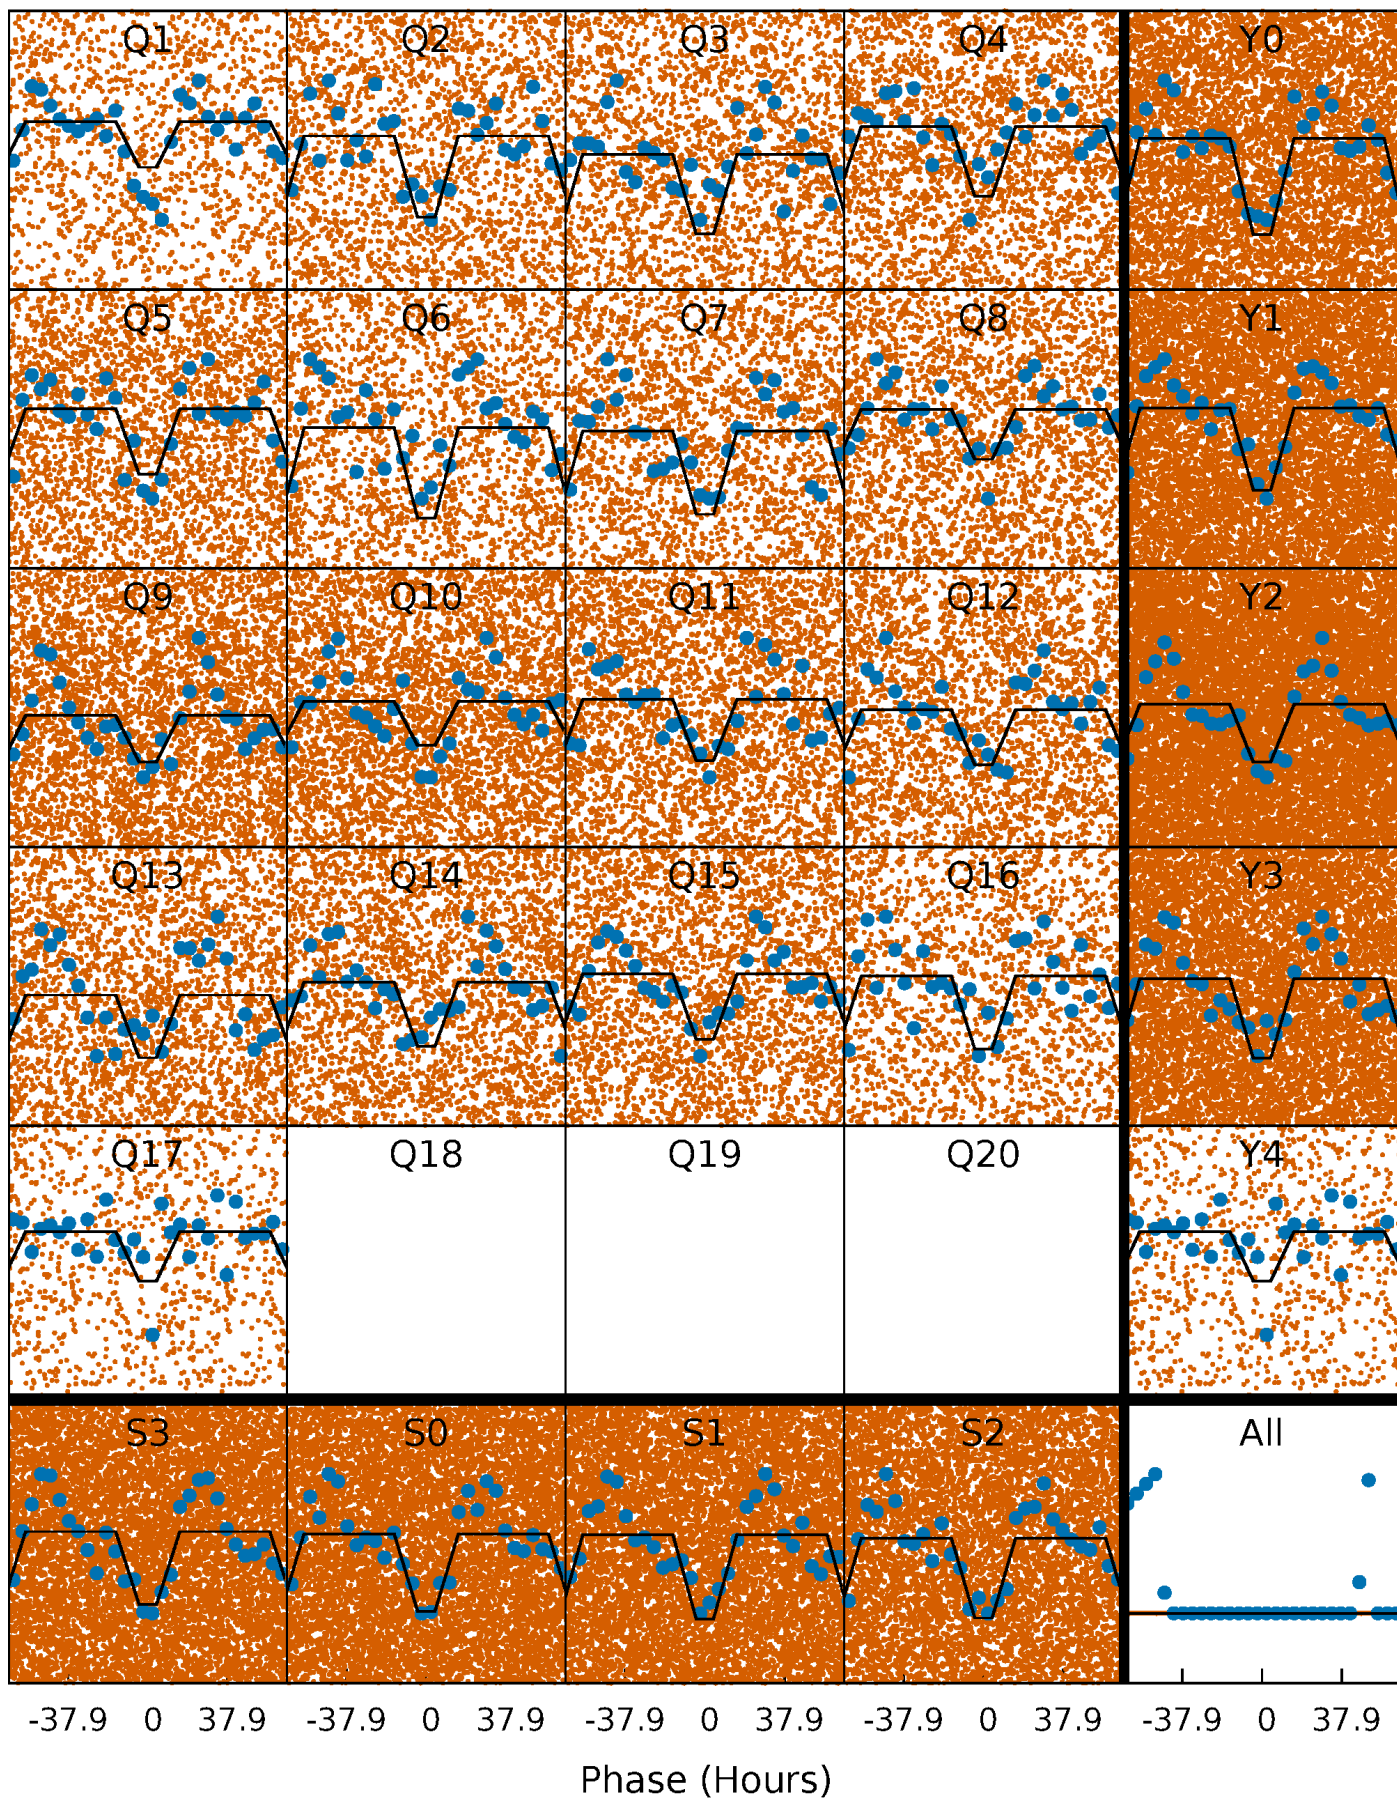 Q1 Q2 Q3 Q4 Y0
Q5 Q6 Q7 Q8 Y1
Q9 Q10 Q11 Q12 Y2
Q13 Q14 Q15 Q16 Y3
Q17 Q18 Q19 Q20 Y4
S3 S0 S1 S2 All
-37.9 0 37.9 -37.9 0 37.9 -37.9 0 37.9 -37.9 0 37.9 -37.9 0 37.9
Phase (Hours)